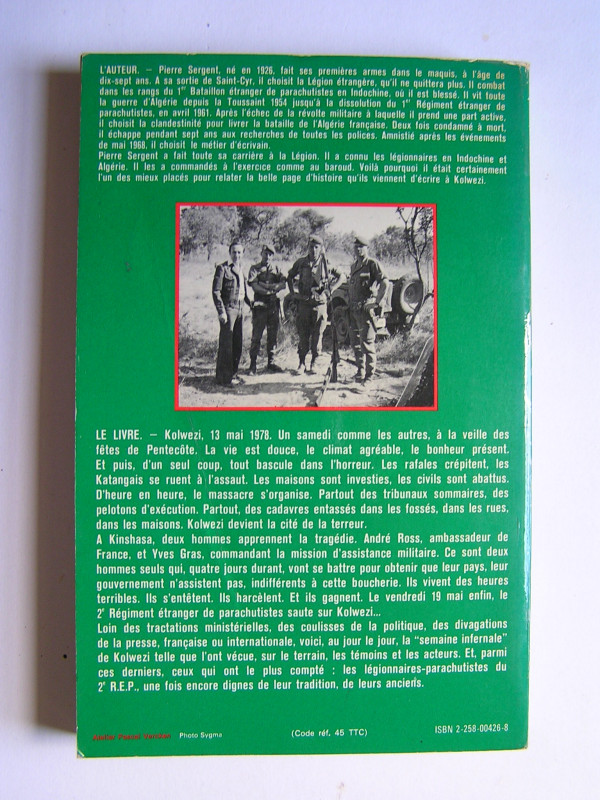 L'AUTEUR. — Pierre Sergent, né en 1926, fait ses premières armes dans le maquis, à l'âge de
dix-sept ans. A sa sortie de Saint-Cyr, il choisit la Légion étrangère, qu'il ne quittera plus. Il combat
dans les rangs du 1er Bataillon étranger de parachutistes en Indochine, où il est blessé. Il vit toute
la guerre d'Algérie depuis la Toussaint 1954 jusqu'à la dissolution du 1er Régiment étranger de
parachutistes, en avril 1961. Après l'échec de la révolte militaire à laquelle il prend une part active,
il choisit la clandestinité pour livrer la bataille de l'Algérie française. Deux fois condamné à mort,
il échappe pendant sept ans aux recherches de toutes les polices. Amnistié après les événements
de mai 1968, il choisit le métier d'écrivain.
Pierre Sergent a fait toute sa carrière à la Légion. Il a connu les légionnaires en Indochine et
Algérie. Il les a commandés à l'exercice comme au baroud. Voilà pourquoi il était certainement
l'un des mieux placés pour relater la belle page d'histoire qu'ils viennent d'écrire à Kolwezi.
LE LIVRE. — Kolwezi, 13 mai 1978. Un samedi comme les autres, à la veille des
fêtes de Pentecôte. La vie est douce, le climat agréable, le bonheur présent.
Et puis, d'un seul coup, tout bascule dans l'horreur. Les rafales crépitent, les
Katangais se ruent à l'assaut. Les maisons sont investies, les civils sont abattus.
D'heure en heure, le massacre s'organise. Partout des tribunaux sommaires, des
pelotons d'exécution. Partout, des cadavres entassés dans les fossés, dans les rues,
dans les maisons. Kolwezi devient la cité de la terreur.
A Kinshasa, deux hommes apprennent la tragédie. André Ross, ambassadeur de
France, et Yves Gras, commandant la mission d'assistance militaire. Ce sont deux
hommes seuls qui, quatre jours durant, vont se battre pour obtenir que leur pays, leur
gouvernement n'assistent pas, indifférents à cette boucherie. Ils vivent des heures
terribles. Ils s'entêtent. Ils harcèlent. Et ils gagnent. Le vendredi 19 mai enfin, le
2e Régiment étranger de parachutistes saute sur Kolwezi...
Loin des tractations ministérielles, des coulisses de la politique, des divagations
de la presse, française ou internationale, voici, au jour le jour, la "semaine infernale"
de Kolwezi telle que l'ont vécue, sur le terrain, les témoins et les acteurs. Et, parmi
ces derniers, ceux qui ont le plus compté : les légionnaires-parachutistes du
2e R.E.P., une fois encore dignes de leur tradition, de leurs anciens.
Atelier Pascal Vercken Photo Sygma (Code réf. 45 TTC) ISBN 2-258-00426-8